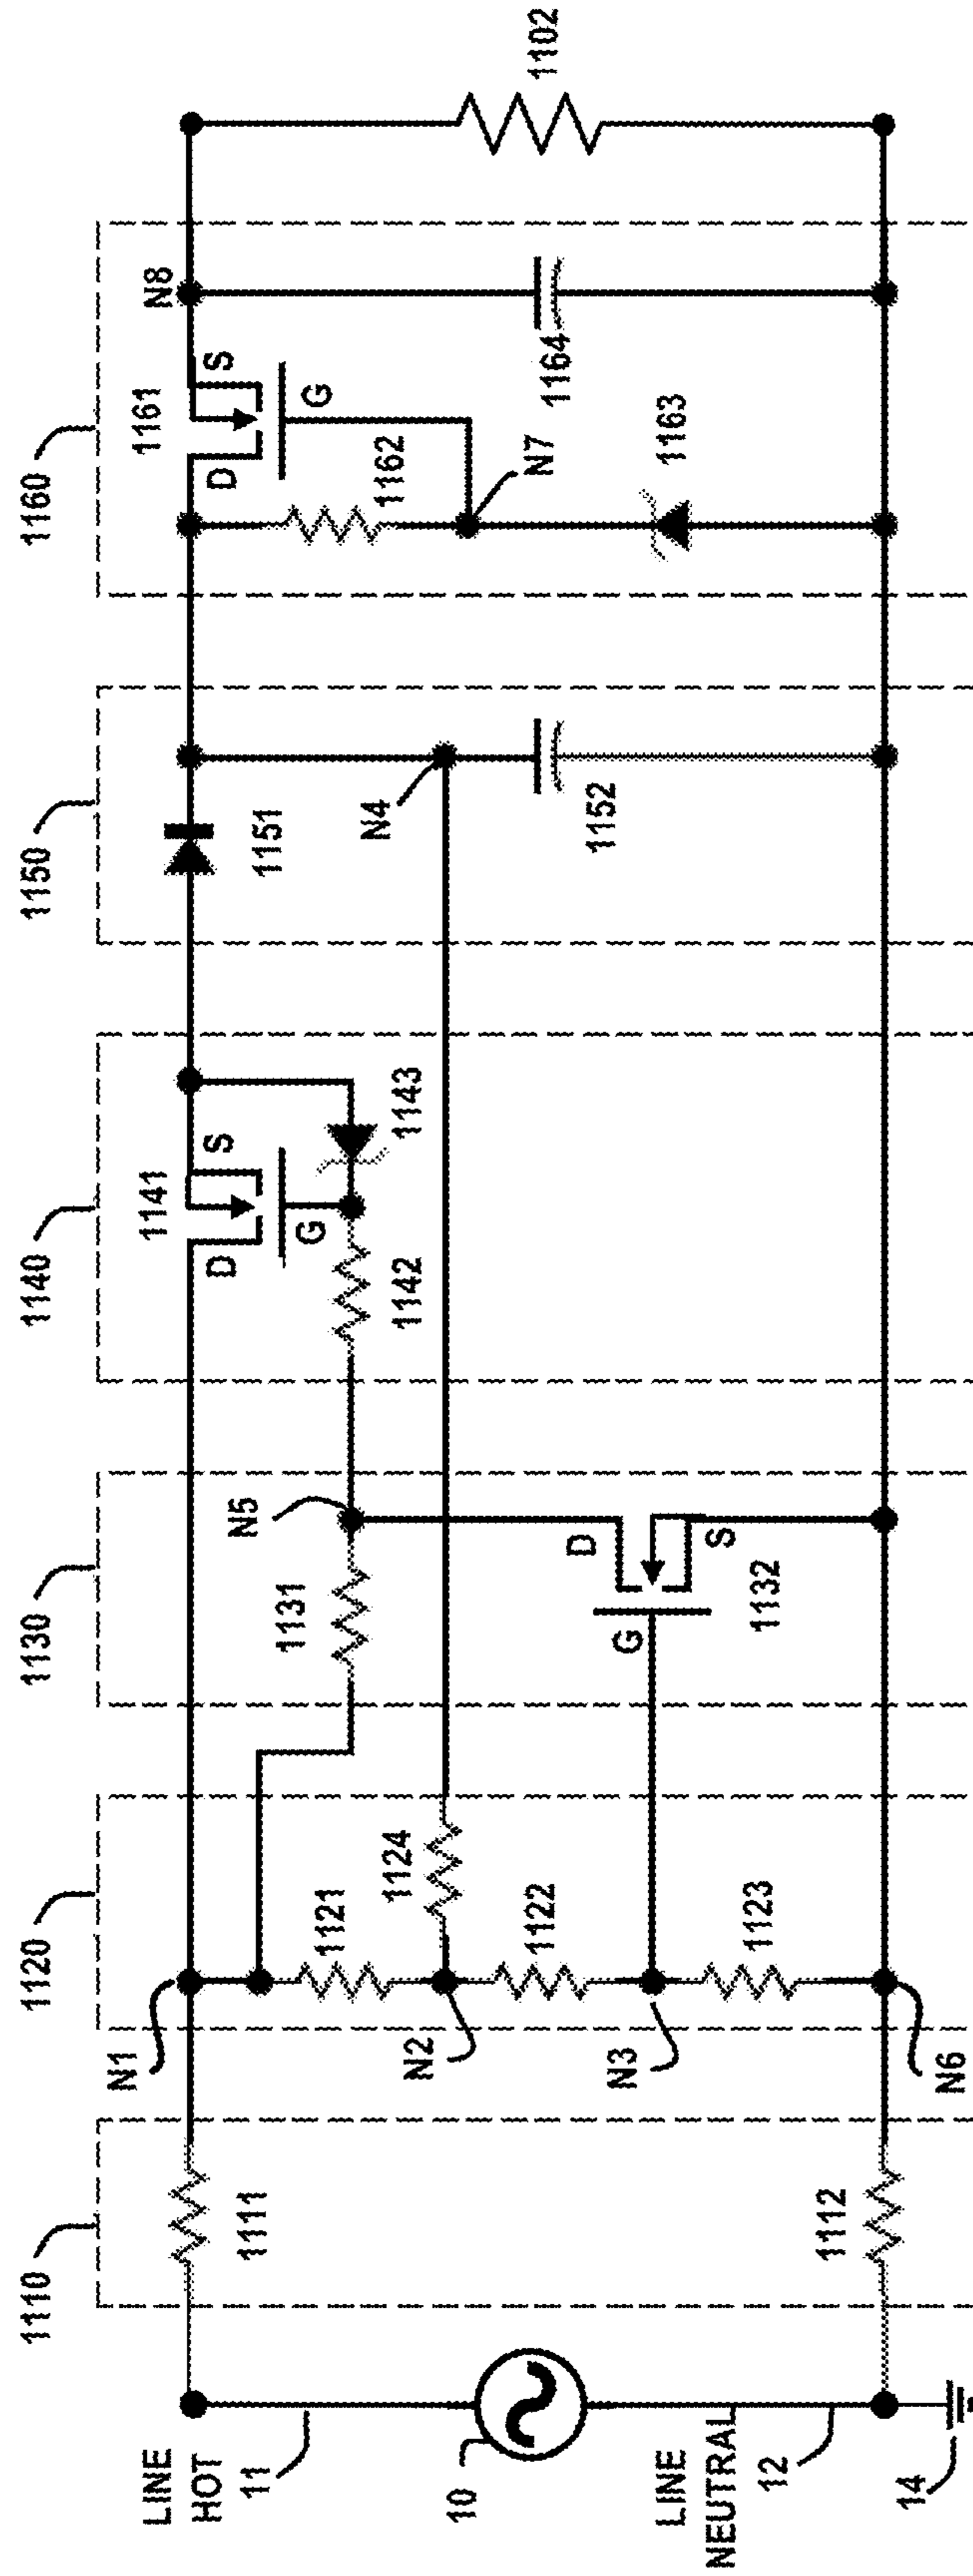 1110
1120
1130
1140
1150
1160
LINE
HOT
11
10
LINE
NEUTRAL
12
14
1111
1112
N1
1121
1124
N2
1122
N3
1123
N6
1131
N5
D
G
S
1132
1141
D
S
G
1142
1143
1151
N4
1152
1161
D
S
G
1162
N7
1163
N8
1164
1102